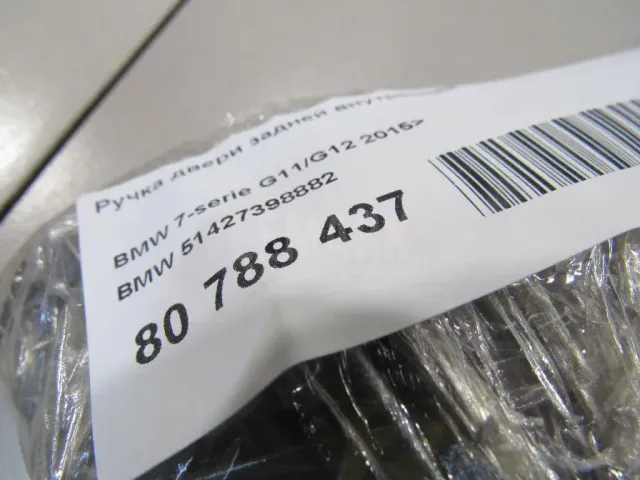 Ручка двери задней
BMW 7-serie G11/G12 2015>
BMW 51427398882
80 788 437